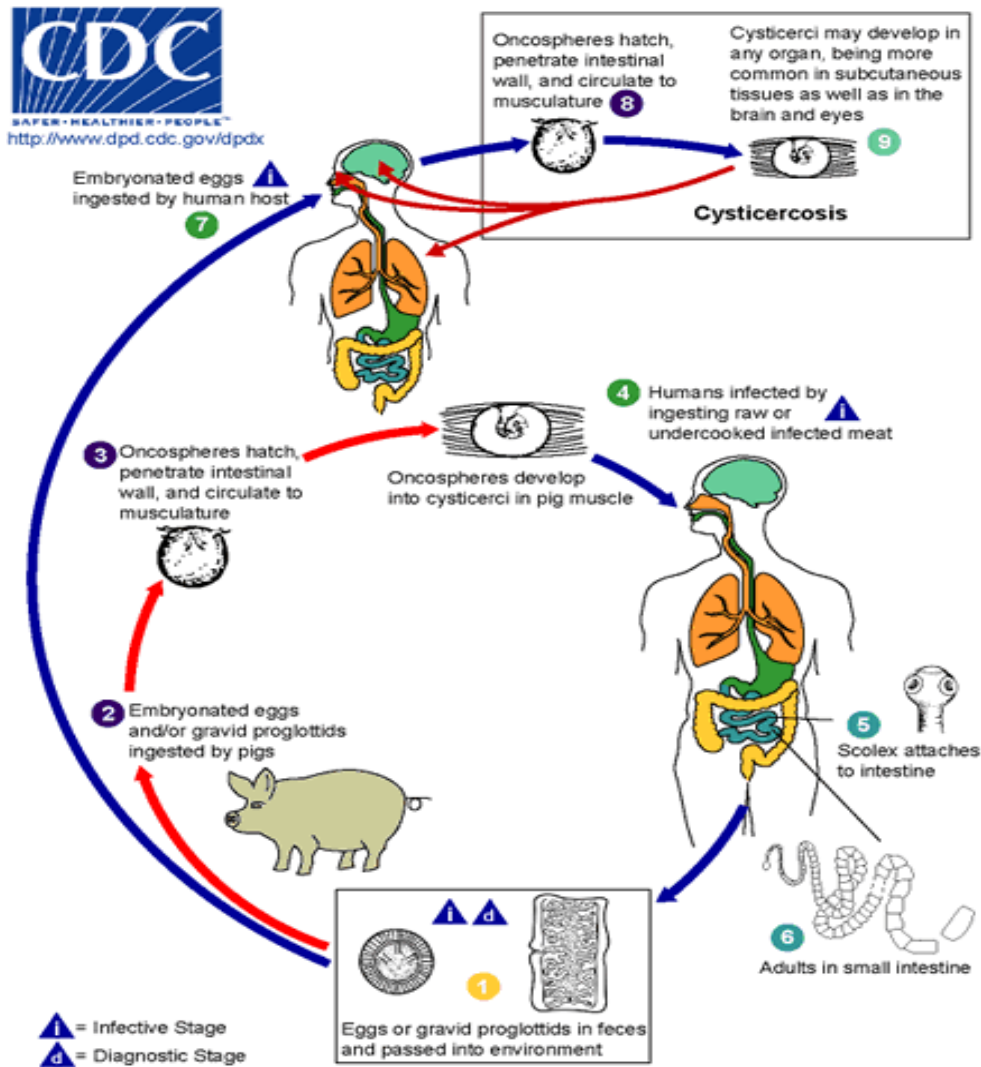 CDC
SAFER • HEALTHIER • PEOPLE™
http://www.dpd.cdc.gov/dpdx
Oncospheres hatch,
penetrate intestinal
wall, and circulate to
musculature 8
Cysticerci may develop in
any organ, being more
common in subcutaneous
tissues as well as in the
brain and eyes
9
Cysticercosis
Embryonated eggs i
ingested by human host
7
3 Oncospheres hatch,
penetrate intestinal
wall, and circulate to
musculature
Oncospheres develop
into cysticerci in pig muscle
4 Humans infected by
ingesting raw or i
undercooked infected meat
2 Embryonated eggs
and/or gravid proglottids
ingested by pigs
5
Scolex attaches
to intestine
6
Adults in small intestine
i d
1
Eggs or gravid proglottids in feces
and passed into environment
i = Infective Stage
d = Diagnostic Stage